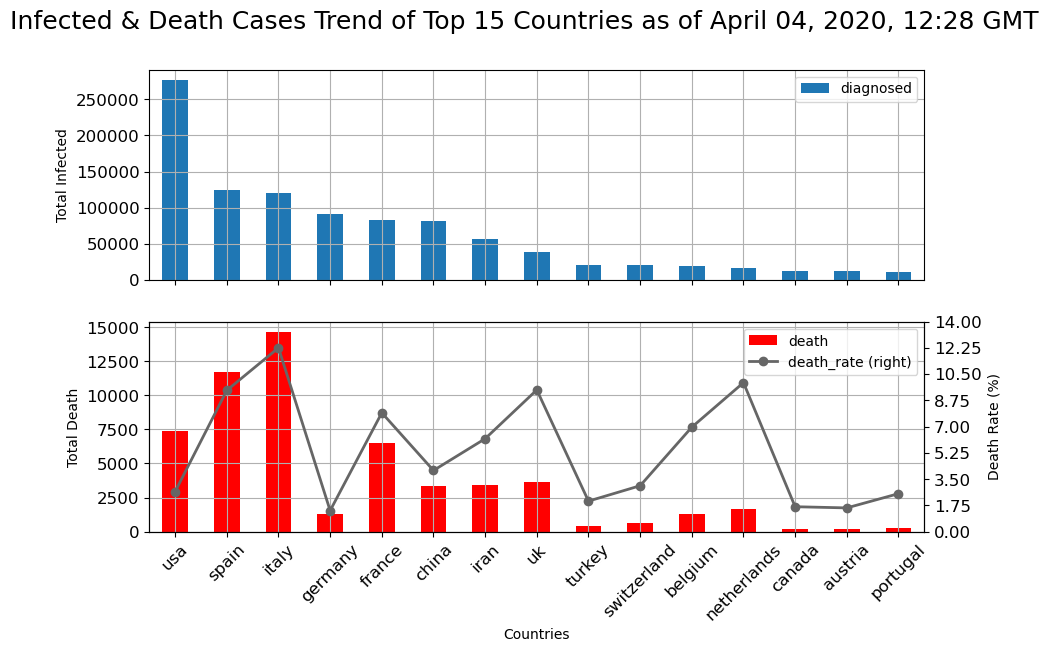 Infected & Death Cases Trend of Top 15 Countries as of April 04, 2020, 12:28 GMT
diagnosed
Total Infected
250000
200000
150000
100000
50000
0
death
death_rate (right)
Total Death
15000
12500
10000
7500
5000
2500
0
14.00
12.25
10.50
8.75
7.00
5.25
3.50
1.75
0.00
Death Rate (%)
usa
spain
italy
germany
france
china
iran
uk
turkey
switzerland
belgium
netherlands
canada
austria
portugal
Countries